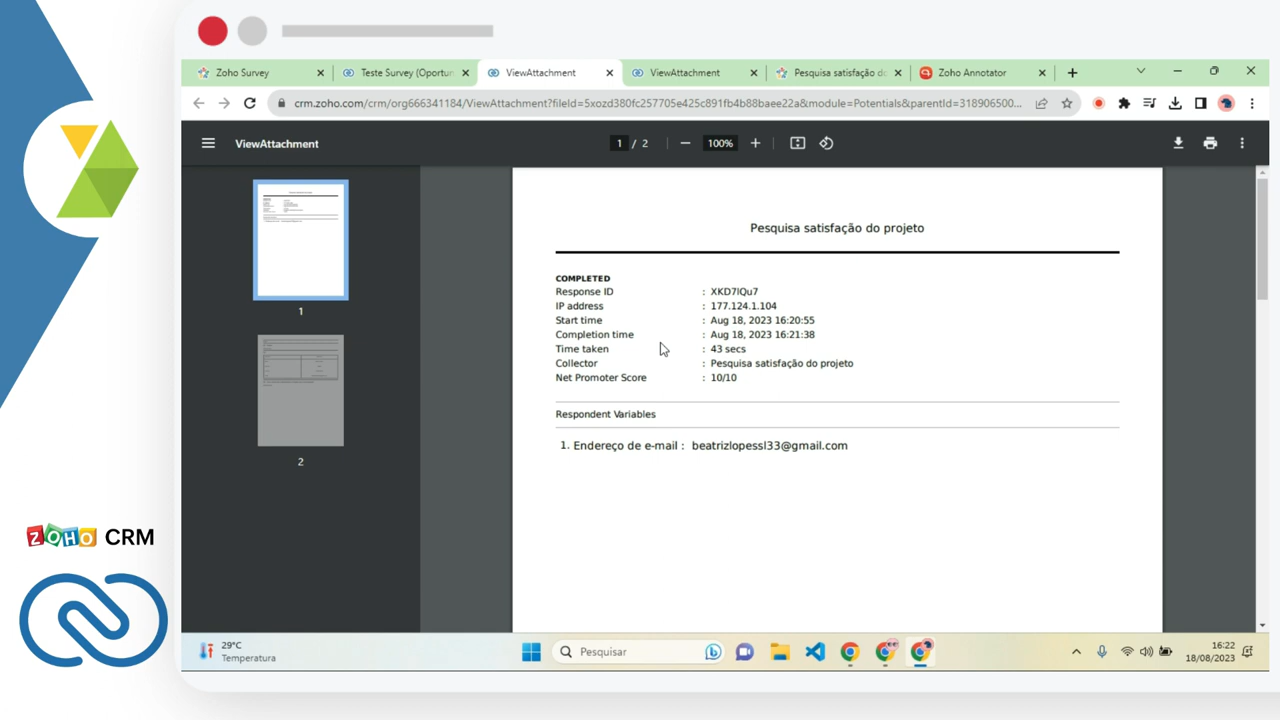 Zoho Survey
Teste Survey (Oportun
ViewAttachment
ViewAttachment
Pesquisa satisfação do
Zoho Annotator
crm.zoho.com/crm/org666341184/ViewAttachment?fileId=5xozd380fc257705e425c891fb4b88baee22a&module=Potentials&parentId=318906500...
ViewAttachment
1 / 2
100%
Pesquisa satisfação do projeto
COMPLETED
Response ID : XKD7IQu7
IP address : 177.124.1.104
Start time : Aug 18, 2023 16:20:55
Completion time : Aug 18, 2023 16:21:38
Time taken : 43 secs
Collector : Pesquisa satisfação do projeto
Net Promoter Score : 10/10
Respondent Variables
1. Endereço de e-mail : beatrizlopessl33@gmail.com
1
2
ZOHO CRM
29°C
Temperatura
Pesquisar
16:22
18/08/2023